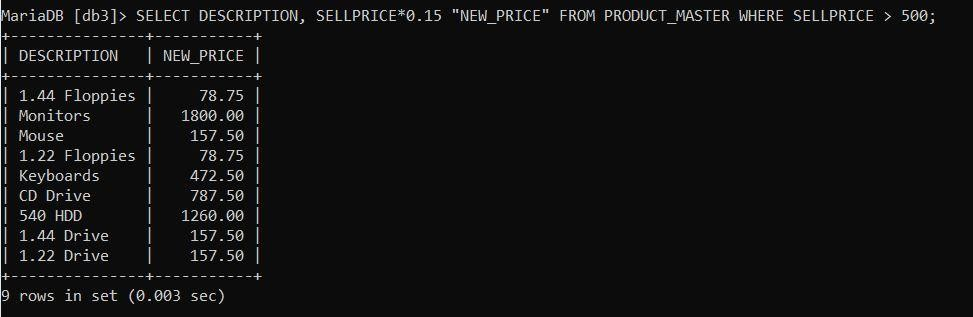 MariaDB [db3]> SELECT DESCRIPTION, SELLPRICE*0.15 "NEW_PRICE" FROM PRODUCT_MASTER WHERE SELLPRICE > 500;
+---------------+-----------+
| DESCRIPTION   | NEW_PRICE |
+---------------+-----------+
| 1.44 Floppies |     78.75 |
| Monitors      |   1800.00 |
| Mouse         |    157.50 |
| 1.22 Floppies |     78.75 |
| Keyboards     |    472.50 |
| CD Drive      |    787.50 |
| 540 HDD       |   1260.00 |
| 1.44 Drive    |    157.50 |
| 1.22 Drive    |    157.50 |
+---------------+-----------+
9 rows in set (0.003 sec)